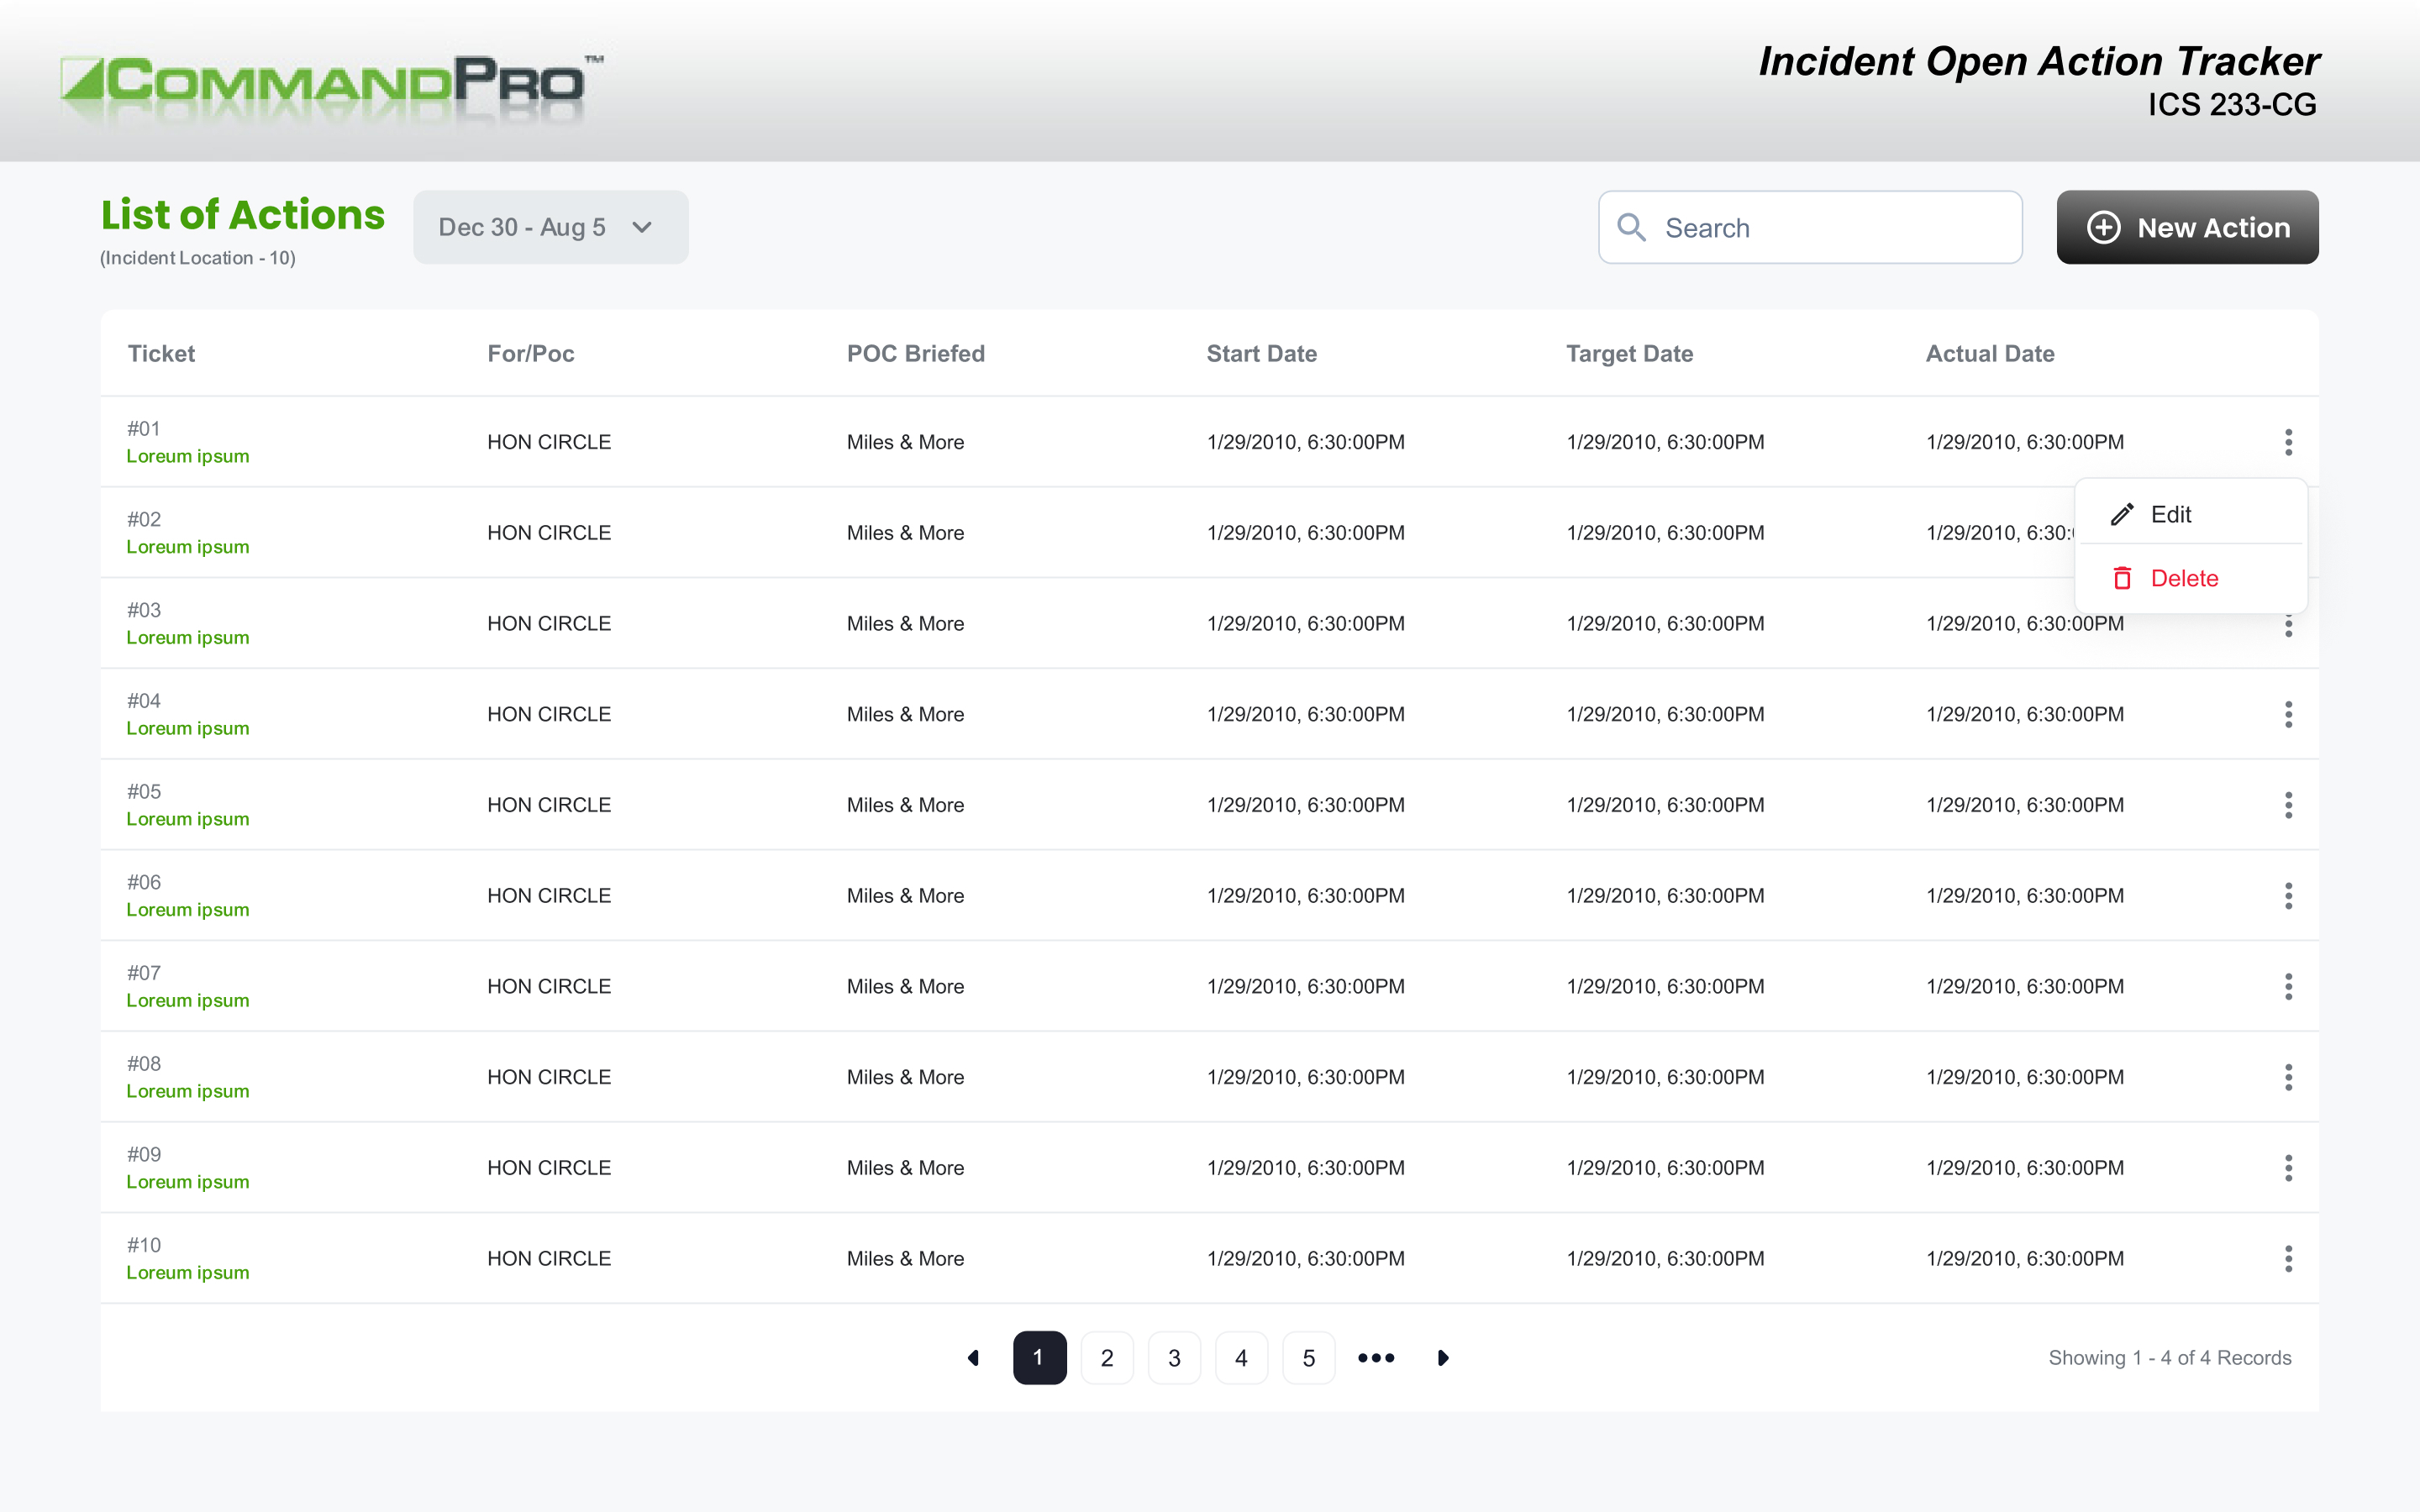 COMMANDPRO™
Incident Open Action Tracker
ICS 233-CG
List of Actions
(Incident Location - 10)
Dec 30 - Aug 5
Search
New Action
Ticket For/Poc POC Briefed Start Date Target Date Actual Date
#01
Loreum ipsum
HON CIRCLE Miles & More 1/29/2010, 6:30:00PM 1/29/2010, 6:30:00PM 1/29/2010, 6:30:00PM
Edit
Delete
#02
Loreum ipsum
HON CIRCLE Miles & More 1/29/2010, 6:30:00PM 1/29/2010, 6:30:00PM 1/29/2010, 6:30:
#03
Loreum ipsum
HON CIRCLE Miles & More 1/29/2010, 6:30:00PM 1/29/2010, 6:30:00PM 1/29/2010, 6:30:00PM
#04
Loreum ipsum
HON CIRCLE Miles & More 1/29/2010, 6:30:00PM 1/29/2010, 6:30:00PM 1/29/2010, 6:30:00PM
#05
Loreum ipsum
HON CIRCLE Miles & More 1/29/2010, 6:30:00PM 1/29/2010, 6:30:00PM 1/29/2010, 6:30:00PM
#06
Loreum ipsum
HON CIRCLE Miles & More 1/29/2010, 6:30:00PM 1/29/2010, 6:30:00PM 1/29/2010, 6:30:00PM
#07
Loreum ipsum
HON CIRCLE Miles & More 1/29/2010, 6:30:00PM 1/29/2010, 6:30:00PM 1/29/2010, 6:30:00PM
#08
Loreum ipsum
HON CIRCLE Miles & More 1/29/2010, 6:30:00PM 1/29/2010, 6:30:00PM 1/29/2010, 6:30:00PM
#09
Loreum ipsum
HON CIRCLE Miles & More 1/29/2010, 6:30:00PM 1/29/2010, 6:30:00PM 1/29/2010, 6:30:00PM
#10
Loreum ipsum
HON CIRCLE Miles & More 1/29/2010, 6:30:00PM 1/29/2010, 6:30:00PM 1/29/2010, 6:30:00PM
1 2 3 4 5 •••
Showing 1 - 4 of 4 Records